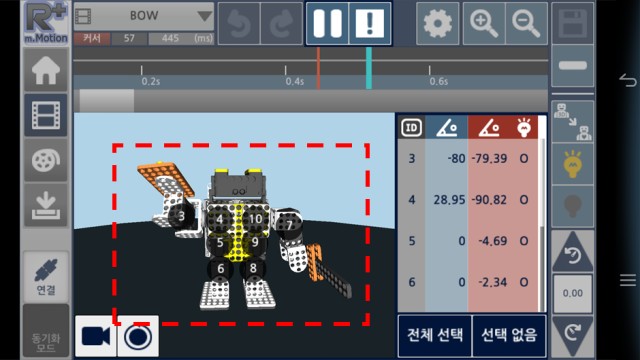 R+
m.Motion
BOW
커서 57 445 (ms)
0.2s 0.4s 0.6s
ID
3 -80 -79.39 O
4 28.95 -90.82 O
5 0 -4.69 O
6 0 -2.34 O
3 4 10 7
5 9
6 8
연결
동기화
모드
전체 선택 선택 없음
0.00